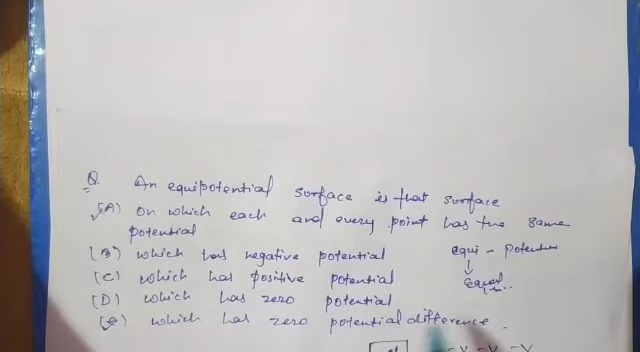 Q. An equipotential surface is that surface
(A) on which each and every point has the same
potential
(B) which has negative potential
equi - potential
(C) which has positive potential
equal
(D) which has zero potential
(E) which has zero potential difference.
- V - V - V